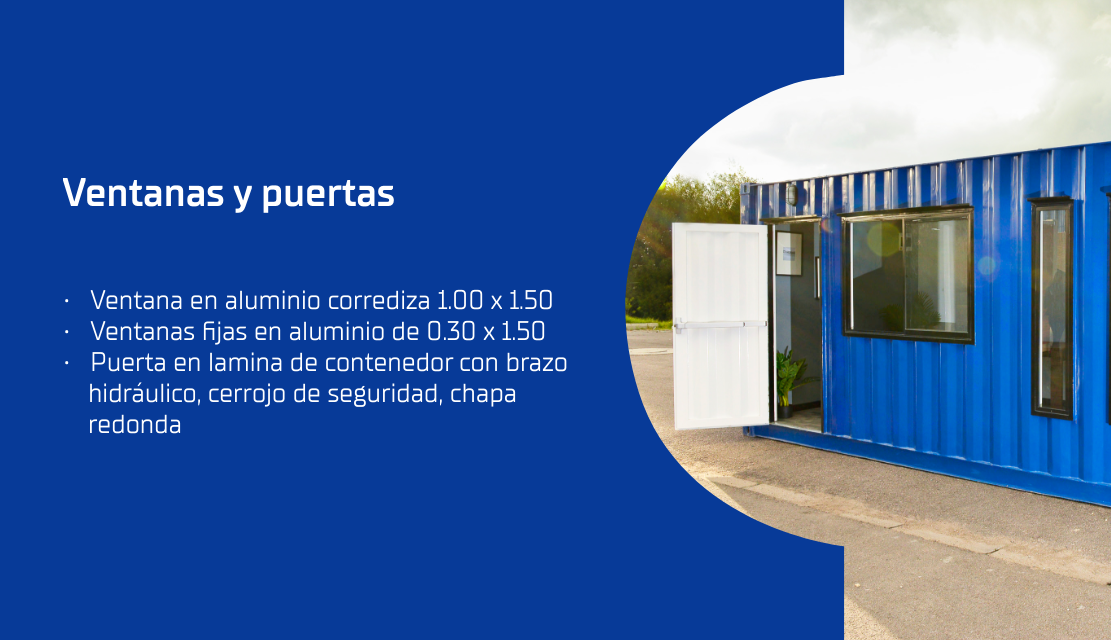 Ventanas y puertas
· Ventana en aluminio corrediza 1.00 x 1.50
· Ventanas fijas en aluminio de 0.30 x 1.50
· Puerta en lamina de contenedor con brazo
hidráulico, cerrojo de seguridad, chapa
redonda